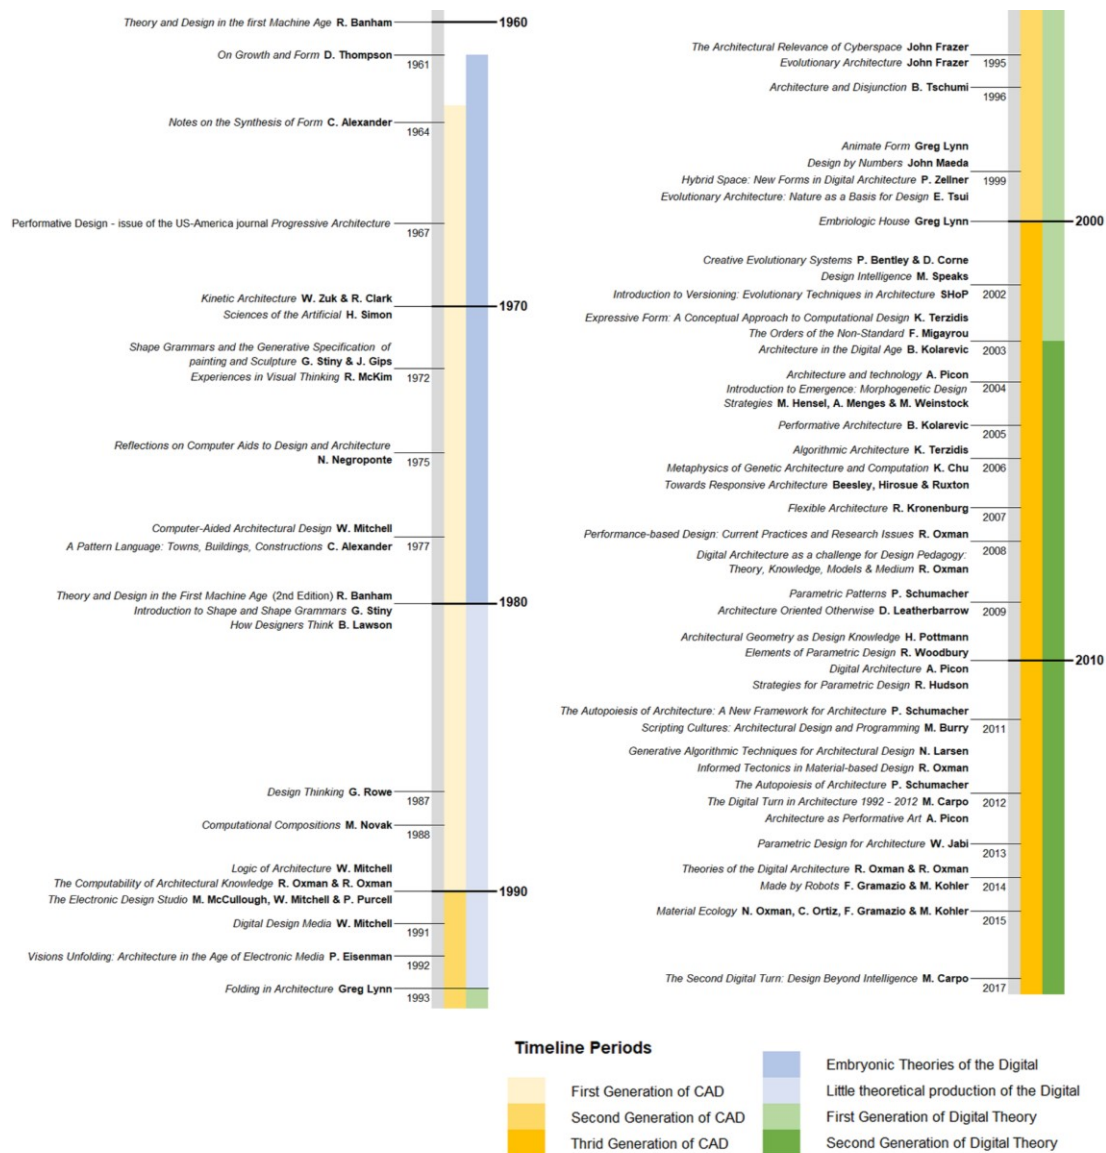 Theory and Design in the first Machine Age R. Banham
1960
On Growth and Form D. Thompson
1961
Notes on the Synthesis of Form C. Alexander
1964
Performative Design - issue of the US-America journal Progressive Architecture
1967
Kinetic Architecture W. Zuk & R. Clark
1970
Sciences of the Artificial H. Simon
Shape Grammars and the Generative Specification of
painting and Sculpture G. Stiny & J. Gips
Experiences in Visual Thinking R. McKim
1972
Reflections on Computer Aids to Design and Architecture
N. Negroponte
1975
Computer-Aided Architectural Design W. Mitchell
A Pattern Language: Towns, Buildings, Constructions C. Alexander
1977
Theory and Design in the First Machine Age (2nd Edition) R. Banham
1980
Introduction to Shape and Shape Grammars G. Stiny
How Designers Think B. Lawson
Design Thinking G. Rowe
1987
Computational Compositions M. Novak
1988
Logic of Architecture W. Mitchell
The Computability of Architectural Knowledge R. Oxman & R. Oxman
1990
The Electronic Design Studio M. McCullough, W. Mitchell & P. Purcell
Digital Design Media W. Mitchell
1991
Visions Unfolding: Architecture in the Age of Electronic Media P. Eisenman
1992
Folding in Architecture Greg Lynn
1993
The Architectural Relevance of Cyberspace John Frazer
Evolutionary Architecture John Frazer
1995
Architecture and Disjunction B. Tschumi
1996
Animate Form Greg Lynn
Design by Numbers John Maeda
Hybrid Space: New Forms in Digital Architecture P. Zellner
1999
Evolutionary Architecture: Nature as a Basis for Design E. Tsui
Embriologic House Greg Lynn
2000
Creative Evolutionary Systems P. Bentley & D. Corne
Design Intelligence M. Speaks
Introduction to Versioning: Evolutionary Techniques in Architecture SHoP
2002
Expressive Form: A Conceptual Approach to Computational Design K. Terzidis
The Orders of the Non-Standard F. Migayrou
Architecture in the Digital Age B. Kolarevic
2003
Architecture and technology A. Picon
Introduction to Emergence: Morphogenetic Design
2004
Strategies M. Hensel, A. Menges & M. Weinstock
Performative Architecture B. Kolarevic
2005
Algorithmic Architecture K. Terzidis
Metaphysics of Genetic Architecture and Computation K. Chu
2006
Towards Responsive Architecture Beesley, Hirosue & Ruxton
Flexible Architecture R. Kronenburg
2007
Performance-based Design: Current Practices and Research Issues R. Oxman
2008
Digital Architecture as a challenge for Design Pedagogy:
Theory, Knowledge, Models & Medium R. Oxman
Parametric Patterns P. Schumacher
Architecture Oriented Otherwise D. Leatherbarrow
2009
Architectural Geometry as Design Knowledge H. Pottmann
Elements of Parametric Design R. Woodbury
2010
Digital Architecture A. Picon
Strategies for Parametric Design R. Hudson
The Autopoiesis of Architecture: A New Framework for Architecture P. Schumacher
Scripting Cultures: Architectural Design and Programming M. Burry
2011
Generative Algorithmic Techniques for Architectural Design N. Larsen
Informed Tectonics in Material-based Design R. Oxman
The Autopoiesis of Architecture P. Schumacher
The Digital Turn in Architecture 1992 - 2012 M. Carpo
2012
Architecture as Performative Art A. Picon
Parametric Design for Architecture W. Jabi
2013
Theories of the Digital Architecture R. Oxman & R. Oxman
Made by Robots F. Gramazio & M. Kohler
2014
Material Ecology N. Oxman, C. Ortiz, F. Gramazio & M. Kohler
2015
The Second Digital Turn: Design Beyond Intelligence M. Carpo
2017
Timeline Periods
First Generation of CAD
Second Generation of CAD
Thrid Generation of CAD
Embryonic Theories of the Digital
Little theoretical production of the Digital
First Generation of Digital Theory
Second Generation of Digital Theory